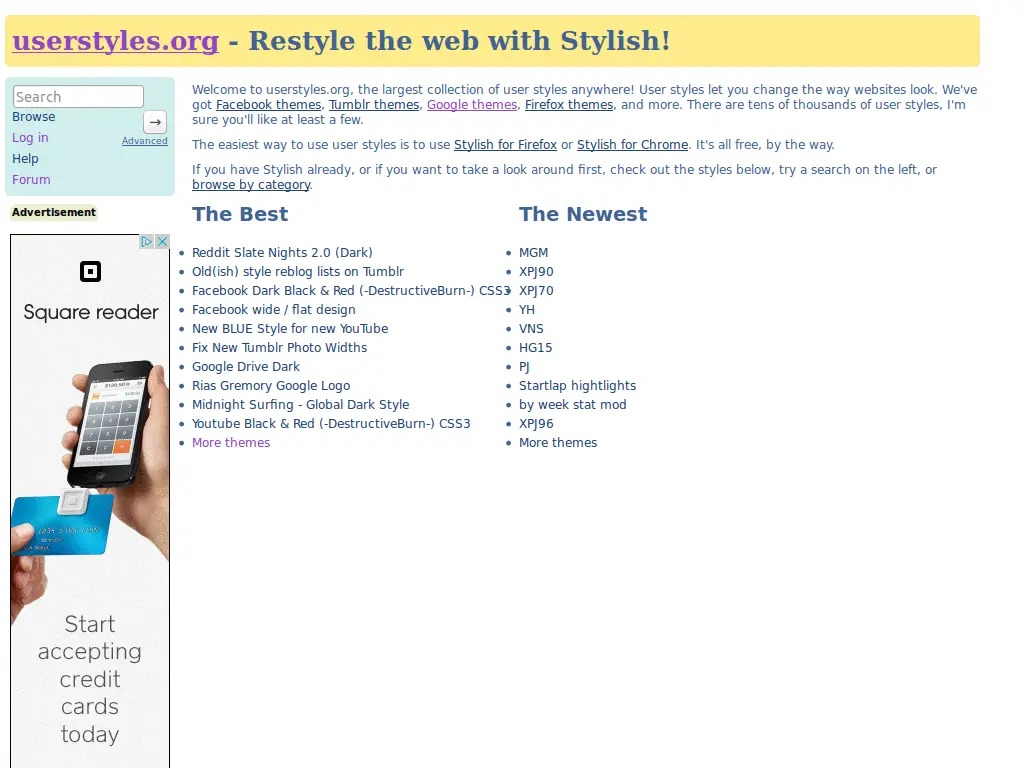 userstyles.org - Restyle the web with Stylish!
Search
Browse
→
Log in
Advanced
Help
Forum
Advertisement
Square reader
Start
accepting
credit
cards
today
Welcome to userstyles.org, the largest collection of user styles anywhere! User styles let you change the way websites look. We've
got Facebook themes, Tumblr themes, Google themes, Firefox themes, and more. There are tens of thousands of user styles, I'm
sure you'll like at least a few.
The easiest way to use user styles is to use Stylish for Firefox or Stylish for Chrome. It's all free, by the way.
If you have Stylish already, or if you want to take a look around first, check out the styles below, try a search on the left, or
browse by category.
The Best
Reddit Slate Nights 2.0 (Dark)
Old(ish) style reblog lists on Tumblr
Facebook Dark Black & Red (-DestructiveBurn-) CSS3
Facebook wide / flat design
New BLUE Style for new YouTube
Fix New Tumblr Photo Widths
Google Drive Dark
Rias Gremory Google Logo
Midnight Surfing - Global Dark Style
Youtube Black & Red (-DestructiveBurn-) CSS3
More themes
The Newest
MGM
XPJ90
XPJ70
YH
VNS
HG15
PJ
Startlap hightlights
by week stat mod
XPJ96
More themes